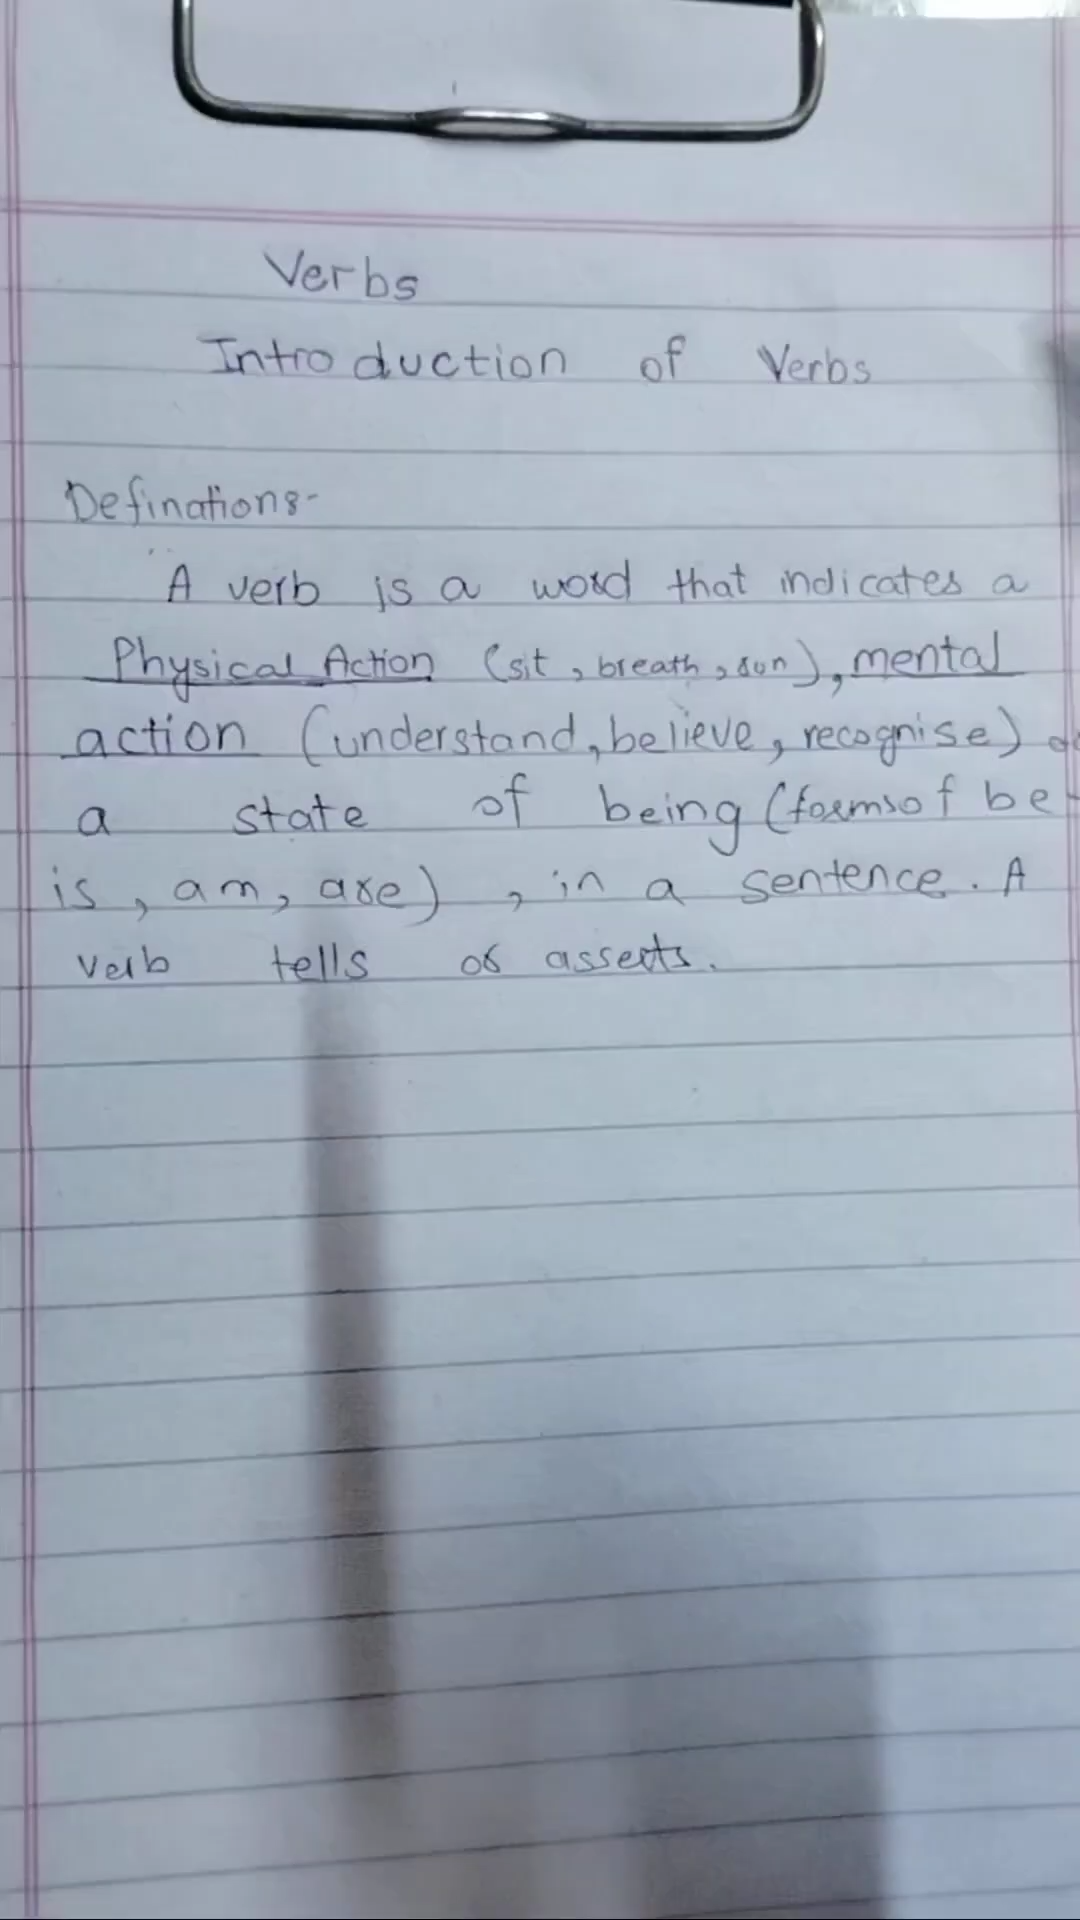 Verbs
Introduction of Verbs
Definations-
A verb is a word that indicates a
Physical Action (sit, breath, run), mental
action (understand, believe, recognise) or
a state of being (forms of be
is, am, are), in a sentence. A
verb tells or asserts.